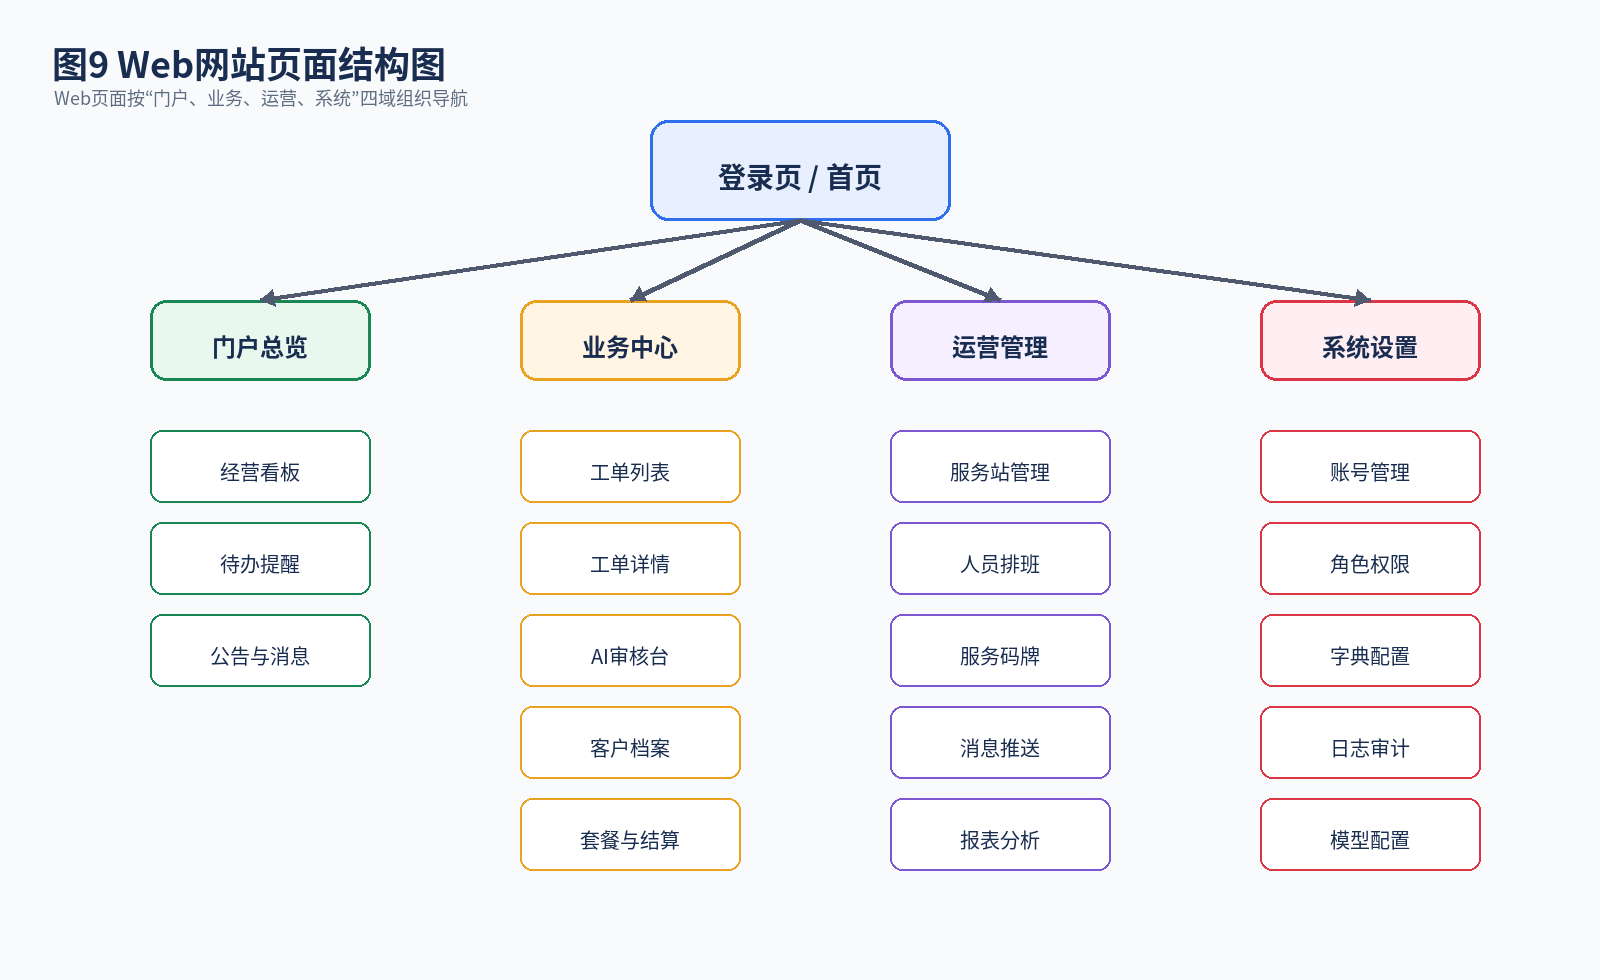 图9 Web网站页面结构图
Web页面按“门户、业务、运营、系统”四域组织导航
登录页 / 首页
门户总览
业务中心
运营管理
系统设置
经营看板
工单列表
服务站管理
账号管理
待办提醒
工单详情
人员排班
角色权限
公告与消息
AI审核台
服务码牌
字典配置
客户档案
消息推送
日志审计
套餐与结算
报表分析
模型配置